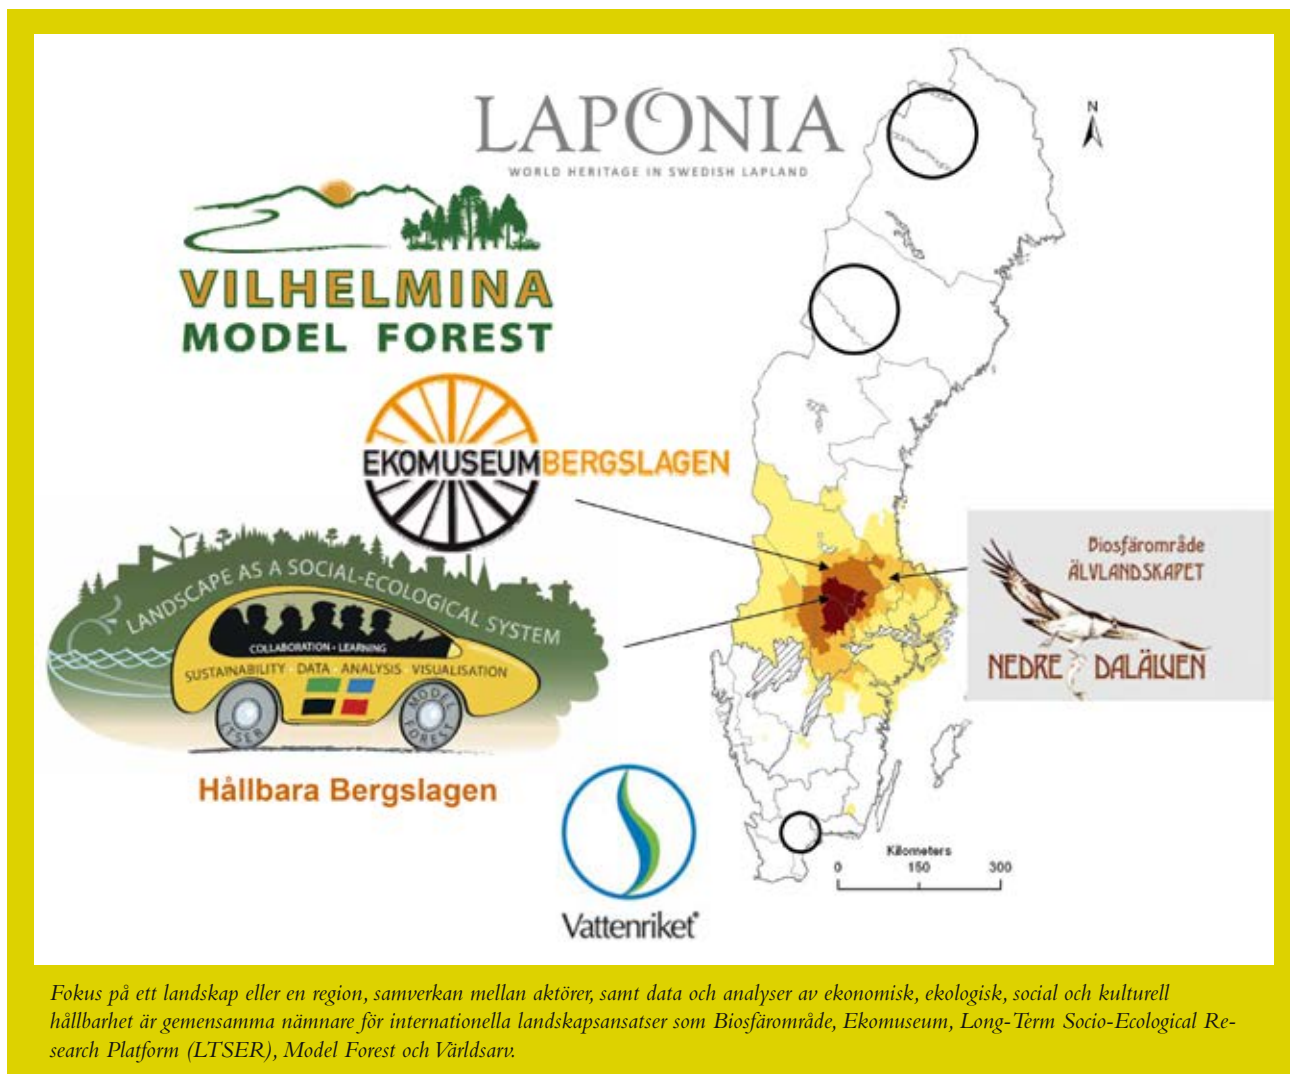 LAPONIA
WORLD HERITAGE IN SWEDISH LAPLAND
N
VILHELMINA
MODEL FOREST
EKOMUSEUMBERGSLAGEN
LANDSCAPE AS A SOCIAL-ECOLOGICAL SYSTEM
COLLABORATION • LEARNING
SUSTAINABILITY DATA ANALYSIS VISUALISATION
LTSER
MODEL FOREST
Hållbara Bergslagen
Biosfärområde
ÄLVLANDSKAPET
NEDRE DALÄLVEN
Vattenriket
Kilometers
0 150 300
Fokus på ett landskap eller en region, samverkan mellan aktörer, samt data och analyser av ekonomisk, ekologisk, social och kulturell
hållbarhet är gemensamma nämnare för internationella landskapsansatser som Biosfärområde, Ekomuseum, Long-Term Socio-Ecological Re-
search Platform (LTSER), Model Forest och Världsarv.